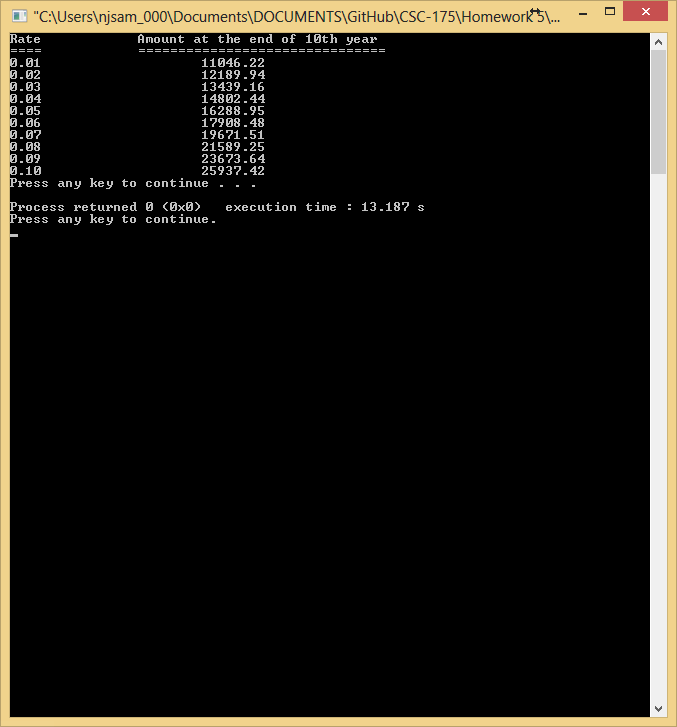 "C:\Users\njsam_000\Documents\DOCUMENTS\GitHub\CSC-175\Homework 5\...
Rate Amount at the end of 10th year
==== ===============================
0.01 11046.22
0.02 12189.94
0.03 13439.16
0.04 14802.44
0.05 16288.95
0.06 17908.48
0.07 19671.51
0.08 21589.25
0.09 23673.64
0.10 25937.42
Press any key to continue . . .
Process returned 0 (0x0) execution time : 13.187 s
Press any key to continue.